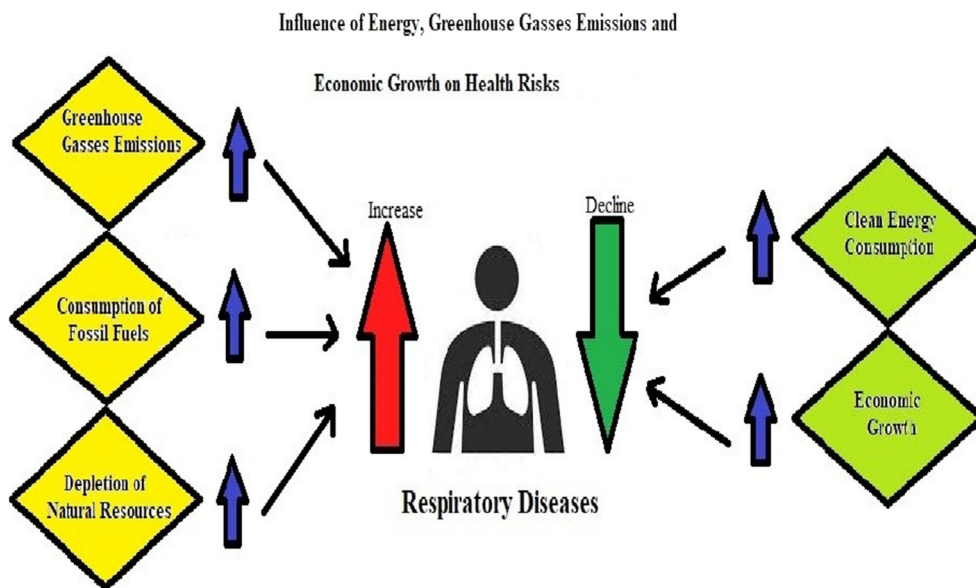 Influence of Energy, Greenhouse Gasses Emissions and
Economic Growth on Health Risks
Greenhouse
Gasses Emissions
Consumption of
Fossil Fuels
Depletion of
Natural Resources
Increase
Decline
Respiratory Diseases
Clean Energy
Consumption
Economic
Growth